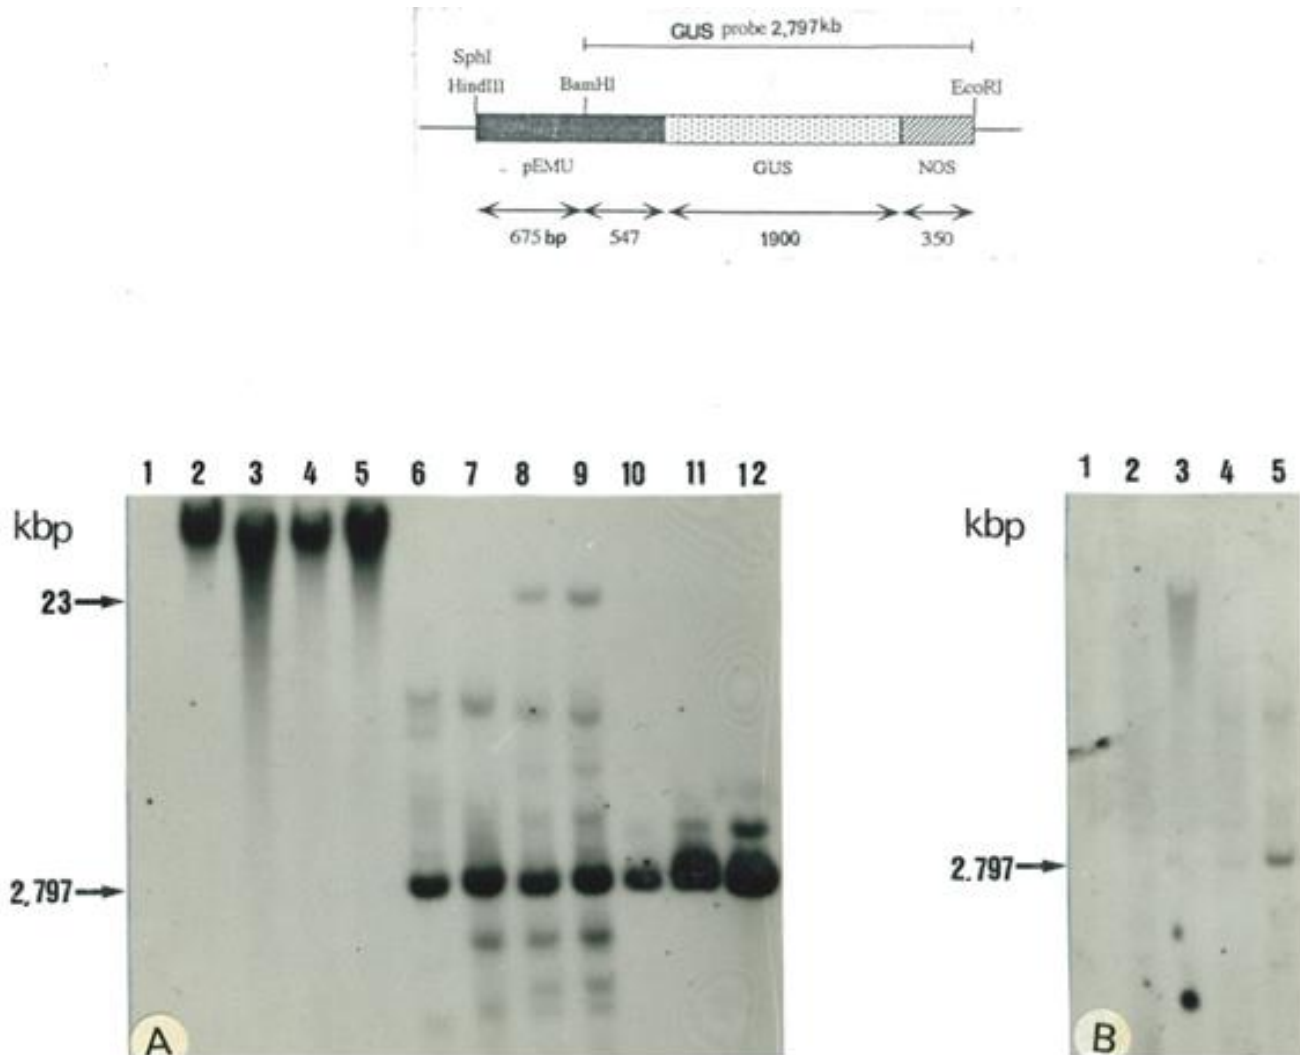 GUS probe 2,797kb
SphI
HindIII BamHI EcoRI
pEMU GUS NOS
675 bp 547 1900 350
1 2 3 4 5 6 7 8 9 10 11 12
kbp
23
2,797
A
1 2 3 4 5
kbp
2.797
B